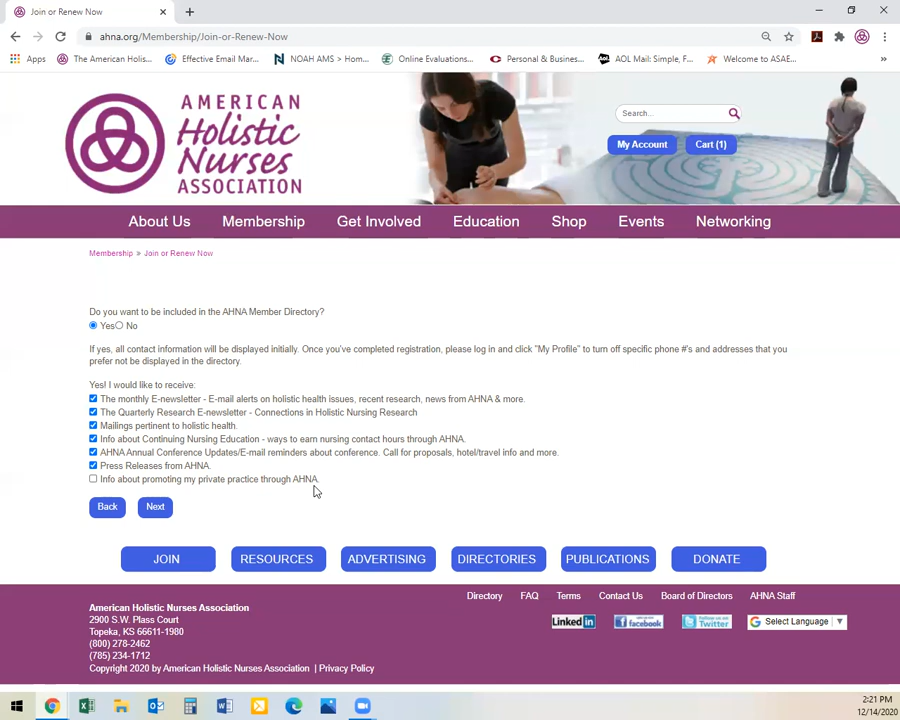 Join or Renew Now
ahna.org/Membership/Join-or-Renew-Now
Apps The American Holis... Effective Email Mar... NOAH AMS > Hom... Online Evaluations... Personal & Busines... AOL Mail: Simple, F... Welcome to ASAE... »
AMERICAN
Holistic
Nurses
ASSOCIATION
Search...
My Account Cart (1)
About Us Membership Get Involved Education Shop Events Networking
Membership » Join or Renew Now
Do you want to be included in the AHNA Member Directory?
Yes No
If yes, all contact information will be displayed initially. Once you've completed registration, please log in and click "My Profile" to turn off specific phone #'s and addresses that you
prefer not be displayed in the directory.
Yes! I would like to receive:
The monthly E-newsletter - E-mail alerts on holistic health issues, recent research, news from AHNA & more.
The Quarterly Research E-newsletter - Connections in Holistic Nursing Research
Mailings pertinent to holistic health.
Info about Continuing Nursing Education - ways to earn nursing contact hours through AHNA.
AHNA Annual Conference Updates/E-mail reminders about conference. Call for proposals, hotel/travel info and more.
Press Releases from AHNA.
Info about promoting my private practice through AHNA.
Back Next
JOIN RESOURCES ADVERTISING DIRECTORIES PUBLICATIONS DONATE
Directory FAQ Terms Contact Us Board of Directors AHNA Staff
American Holistic Nurses Association
2900 S.W. Plass Court
Topeka, KS 66611-1980
(800) 278-2462
(785) 234-1712
Copyright 2020 by American Holistic Nurses Association | Privacy Policy
Linked in facebook Follow us on Twitter Select Language
2:21 PM
12/14/2020